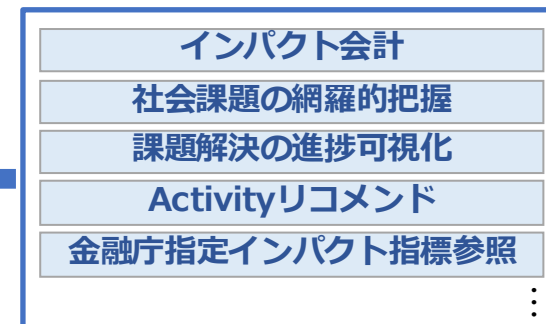 インパクト会計
社会課題の網羅的把握
課題解決の進捗可視化
Activityリコメンド
金融庁指定インパクト指標参照
⋮